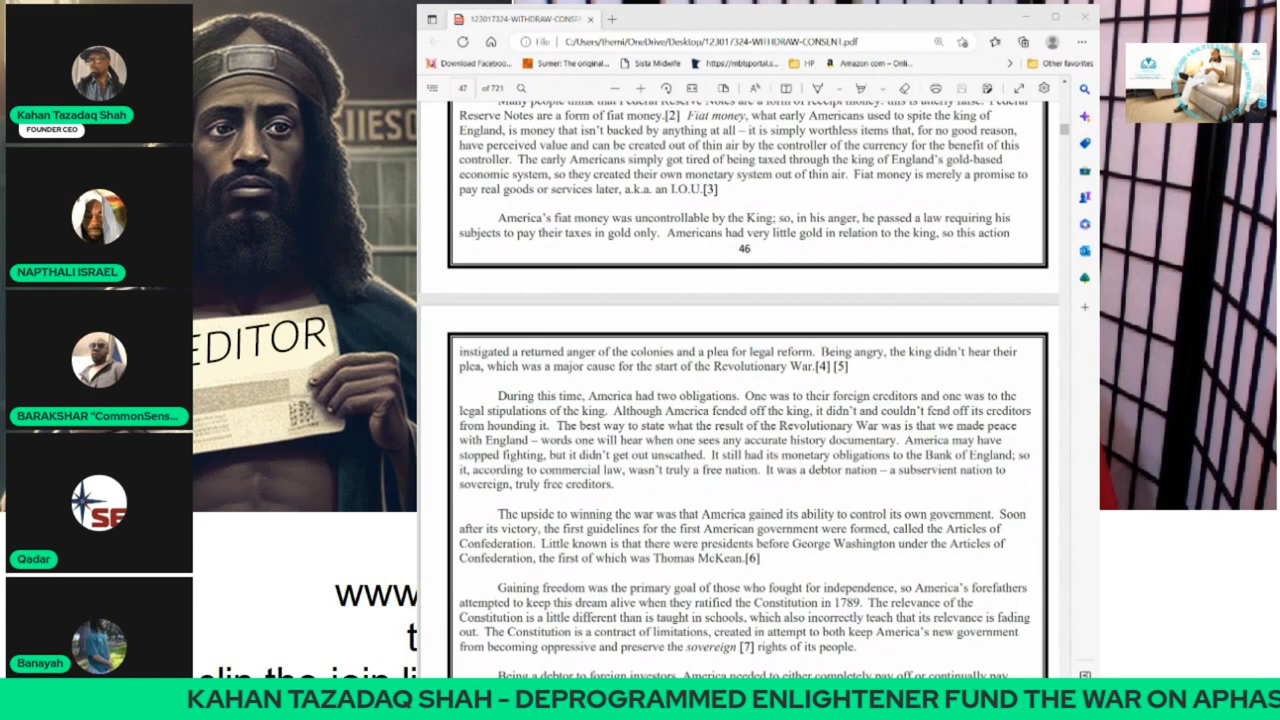 Kahan Tazadaq Shah
FOUNDER CEO
NAPTHALI ISRAEL
BARAKSHAR "CommonSens...
Qadar
Banayah
SE
IIESC
EDITOR
www
t
123017324-WITHDRAW-CONSEN
File
C:/Users/themi/OneDrive/Desktop/123017324-WITHDRAW-CONSENT.pdf
Download Faceboo...
Sumer: The original...
Sista Midwife
https://mblsportal.s...
HP
Amazon.com – Onli...
Other favorites
47 of 721
Many people think that Federal Reserve Notes are a form of receipt money: this is utterly false. Federal
Reserve Notes are a form of fiat money.[2] Fiat money, what early Americans used to spite the king of
England, is money that isn't backed by anything at all – it is simply worthless items that, for no good reason,
have perceived value and can be created out of thin air by the controller of the currency for the benefit of this
controller. The early Americans simply got tired of being taxed through the king of England's gold-based
economic system, so they created their own monetary system out of thin air. Fiat money is merely a promise to
pay real goods or services later, a.k.a. an I.O.U.[3]
America's fiat money was uncontrollable by the King; so, in his anger, he passed a law requiring his
subjects to pay their taxes in gold only. Americans had very little gold in relation to the king, so this action
46
instigated a returned anger of the colonies and a plea for legal reform. Being angry, the king didn't hear their
plea, which was a major cause for the start of the Revolutionary War.[4] [5]
During this time, America had two obligations. One was to their foreign creditors and one was to the
legal stipulations of the king. Although America fended off the king, it didn't and couldn't fend off its creditors
from hounding it. The best way to state what the result of the Revolutionary War was is that we made peace
with England – words one will hear when one sees any accurate history documentary. America may have
stopped fighting, but it didn't get out unscathed. It still had its monetary obligations to the Bank of England; so
it, according to commercial law, wasn't truly a free nation. It was a debtor nation – a subservient nation to
sovereign, truly free creditors.
The upside to winning the war was that America gained its ability to control its own government. Soon
after its victory, the first guidelines for the first American government were formed, called the Articles of
Confederation. Little known is that there were presidents before George Washington under the Articles of
Confederation, the first of which was Thomas McKean.[6]
Gaining freedom was the primary goal of those who fought for independence, so America's forefathers
attempted to keep this dream alive when they ratified the Constitution in 1789. The relevance of the
Constitution is a little different than is taught in schools, which also incorrectly teach that its relevance is fading
out. The Constitution is a contract of limitations, created in attempt to both keep America's new government
from becoming oppressive and preserve the sovereign [7] rights of its people.
Being a debtor to foreign investors, America needed to either completely pay off or continually pay
KAHAN TAZADAQ SHAH - DEPROGRAMMED ENLIGHTENER FUND THE WAR ON APHAS